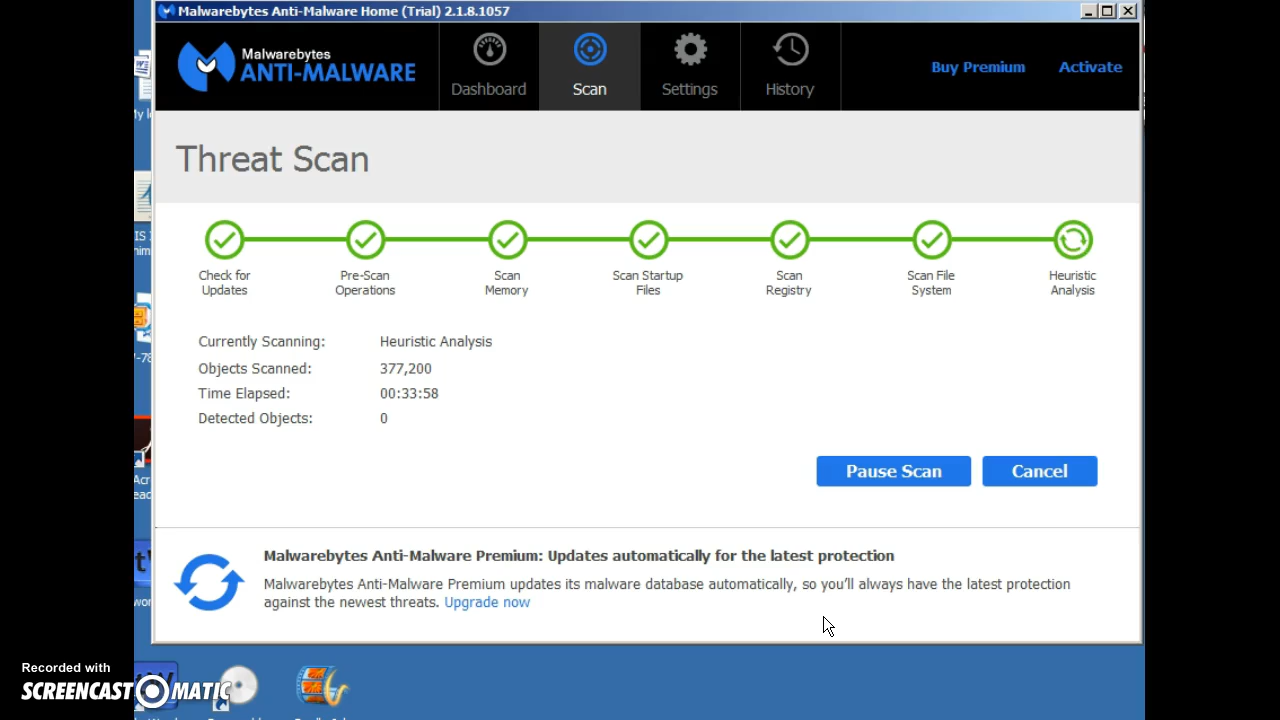 Malwarebytes Anti-Malware Home (Trial) 2.1.8.1057
Malwarebytes
ANTI-MALWARE
Dashboard
Scan
Settings
History
Buy Premium
Activate
Threat Scan
Check for
Updates
Pre-Scan
Operations
Scan
Memory
Scan Startup
Files
Scan
Registry
Scan File
System
Heuristic
Analysis
Currently Scanning: Heuristic Analysis
Objects Scanned: 377,200
Time Elapsed: 00:33:58
Detected Objects: 0
Pause Scan
Cancel
Malwarebytes Anti-Malware Premium: Updates automatically for the latest protection
Malwarebytes Anti-Malware Premium updates its malware database automatically, so you'll always have the latest protection
against the newest threats. Upgrade now
Recorded with
SCREENCAST MATIC